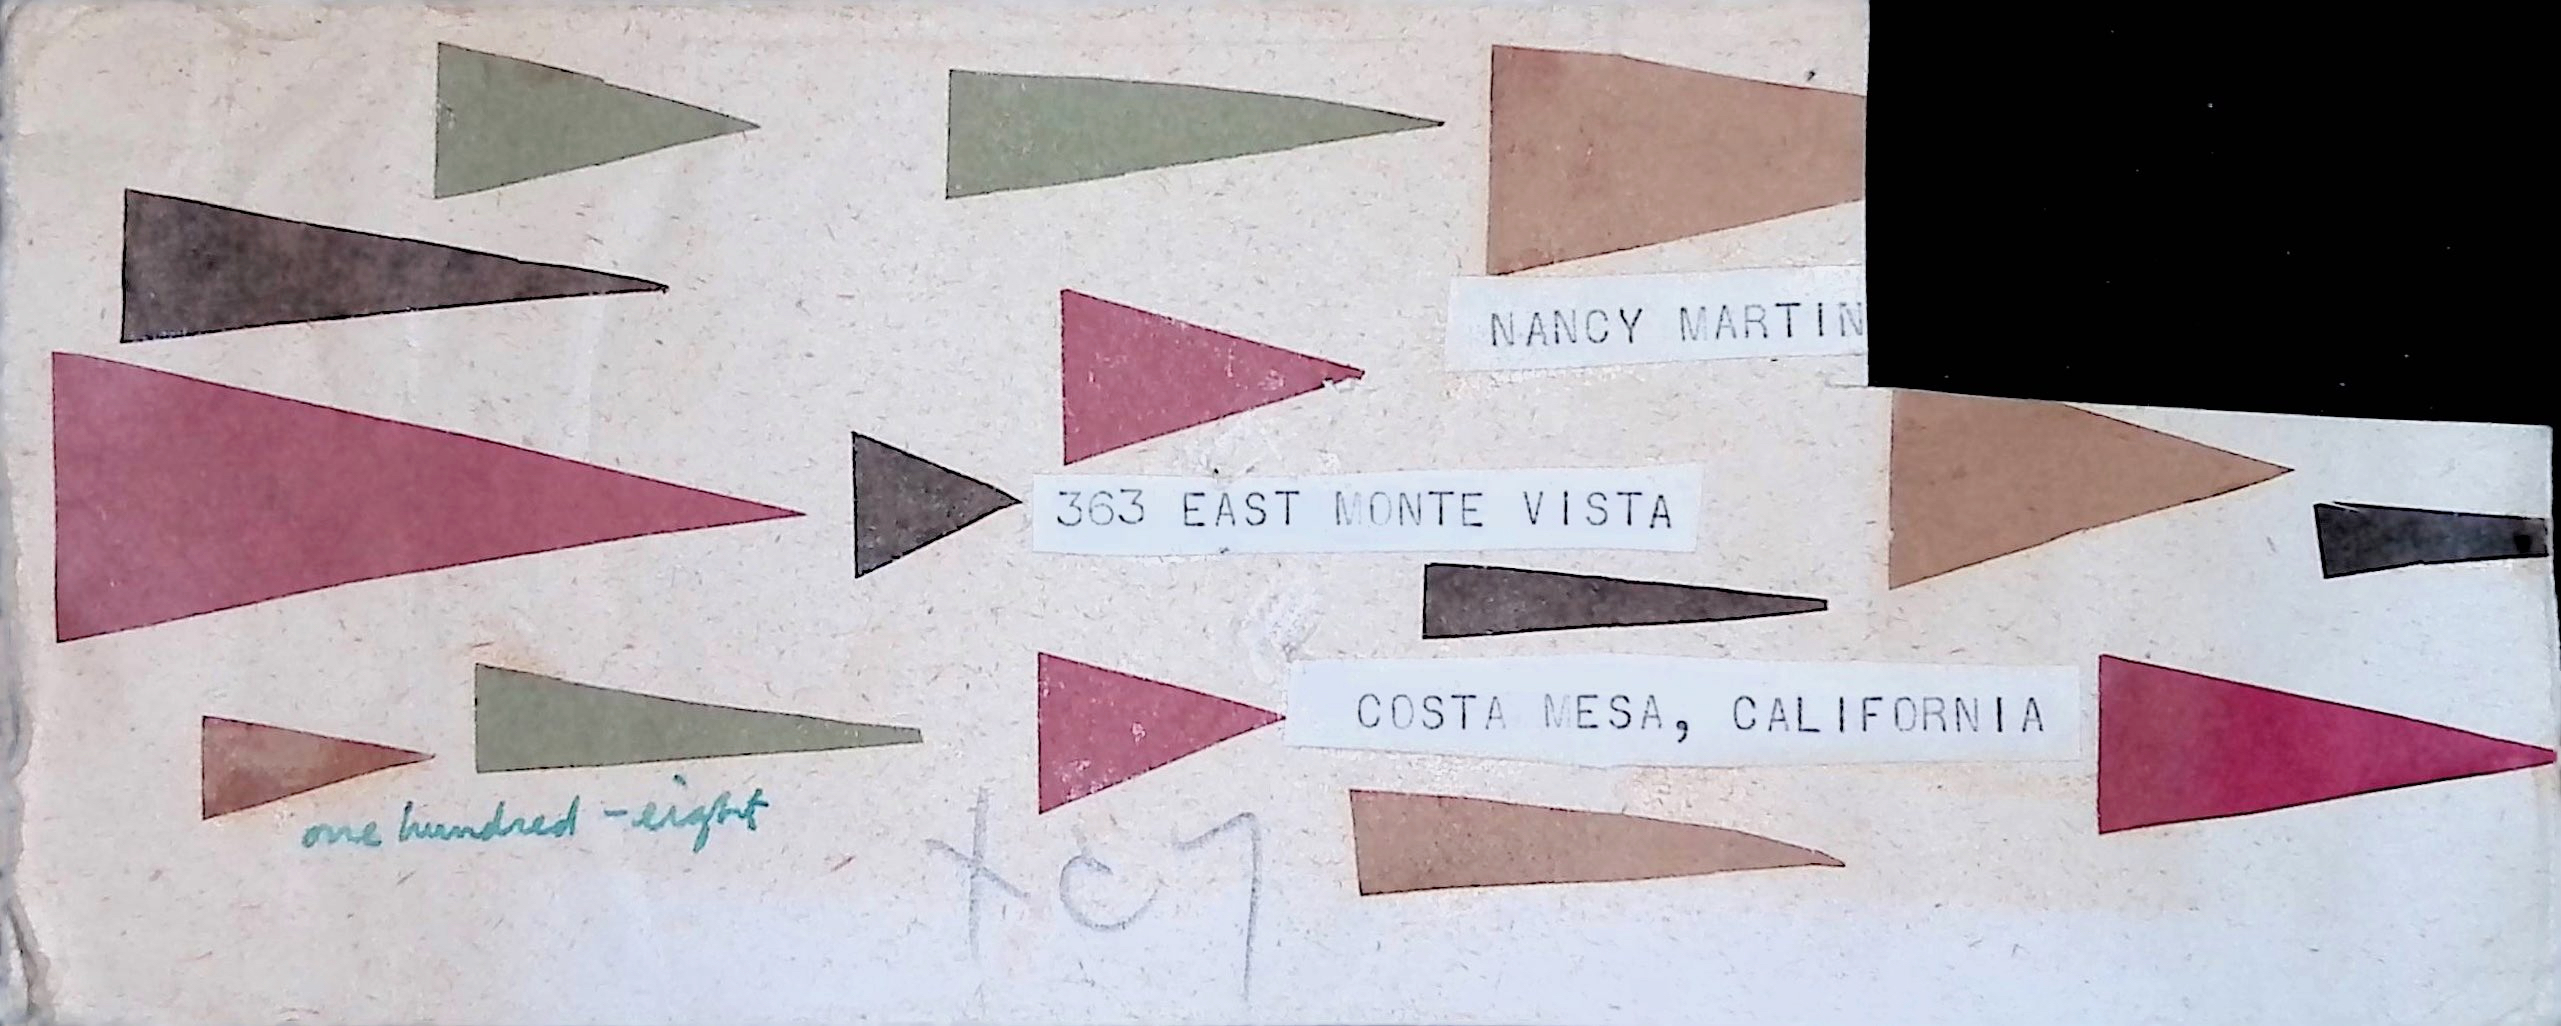 NANCY MARTIN
363 EAST MONTE VISTA
COSTA MESA, CALIFORNIA
one hundred - eight